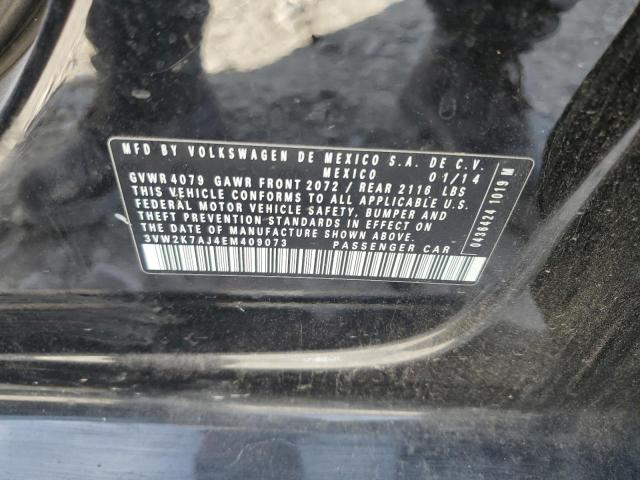 MFD BY VOLKSWAGEN DE MEXICO S.A. DE C.V.
MEXICO 01/14
GVWR 4079 GAWR FRONT 2072 / REAR 2116 LBS
THIS VEHICLE CONFORMS TO ALL APPLICABLE U.S.
FEDERAL MOTOR VEHICLE SAFETY, BUMPER AND
THEFT PREVENTION STANDARDS IN EFFECT ON
THE DATE OF MANUFACTURE SHOWN ABOVE.
3VW2K7AJ4EM409073 PASSENGER CAR
0436424 1019 M